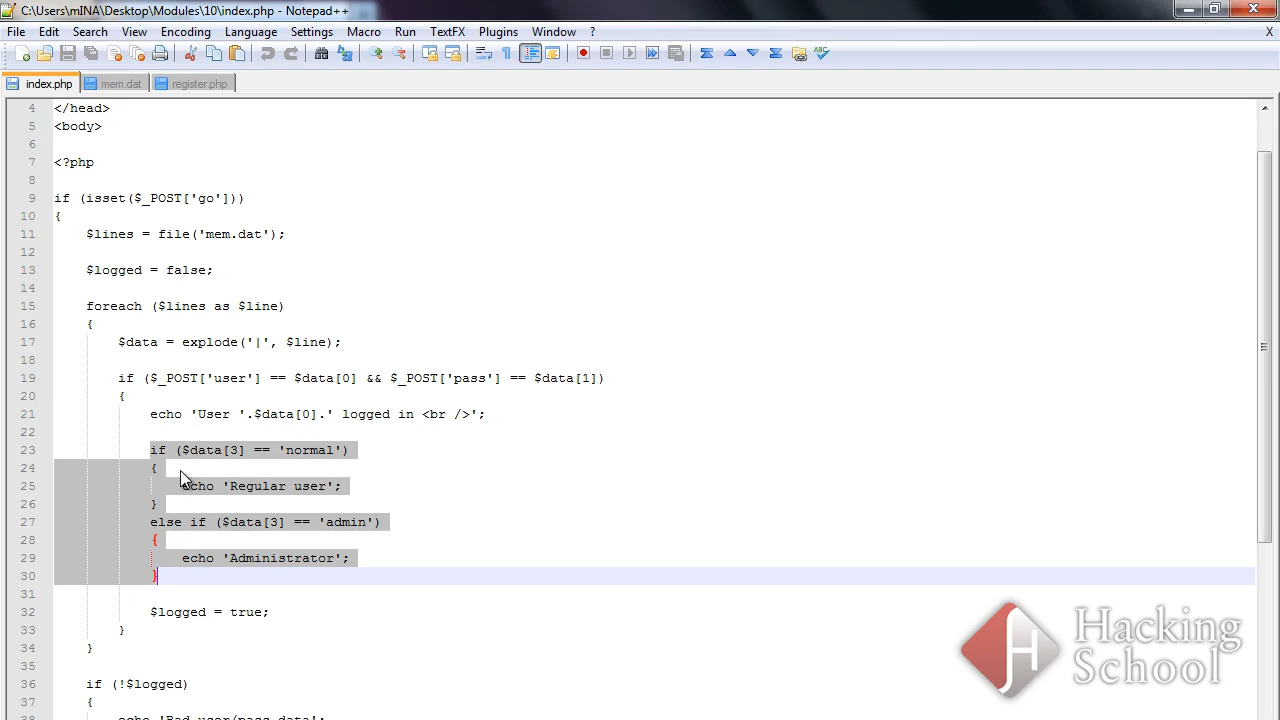 C:\Users\mINA\Desktop\Modules\10\index.php - Notepad++
File Edit Search View Encoding Language Settings Macro Run TextFX Plugins Window ? X
index.php mem.dat register.php
4 </head>
5 <body>
6
7 <?php
8
9 if (isset($_POST['go']))
10 {
11 $lines = file('mem.dat');
12
13 $logged = false;
14
15 foreach ($lines as $line)
16 {
17 $data = explode('|', $line);
18
19 if ($_POST['user'] == $data[0] && $_POST['pass'] == $data[1])
20 {
21 echo 'User '.$data[0].' logged in <br />';
22
23 if ($data[3] == 'normal')
24 {
25 echo 'Regular user';
26 }
27 else if ($data[3] == 'admin')
28 {
29 echo 'Administrator';
30 }
31
32 $logged = true;
33 }
34 }
35
36 if (!$logged)
37 {
38 echo 'Bad user/pass data';
Hacking
School